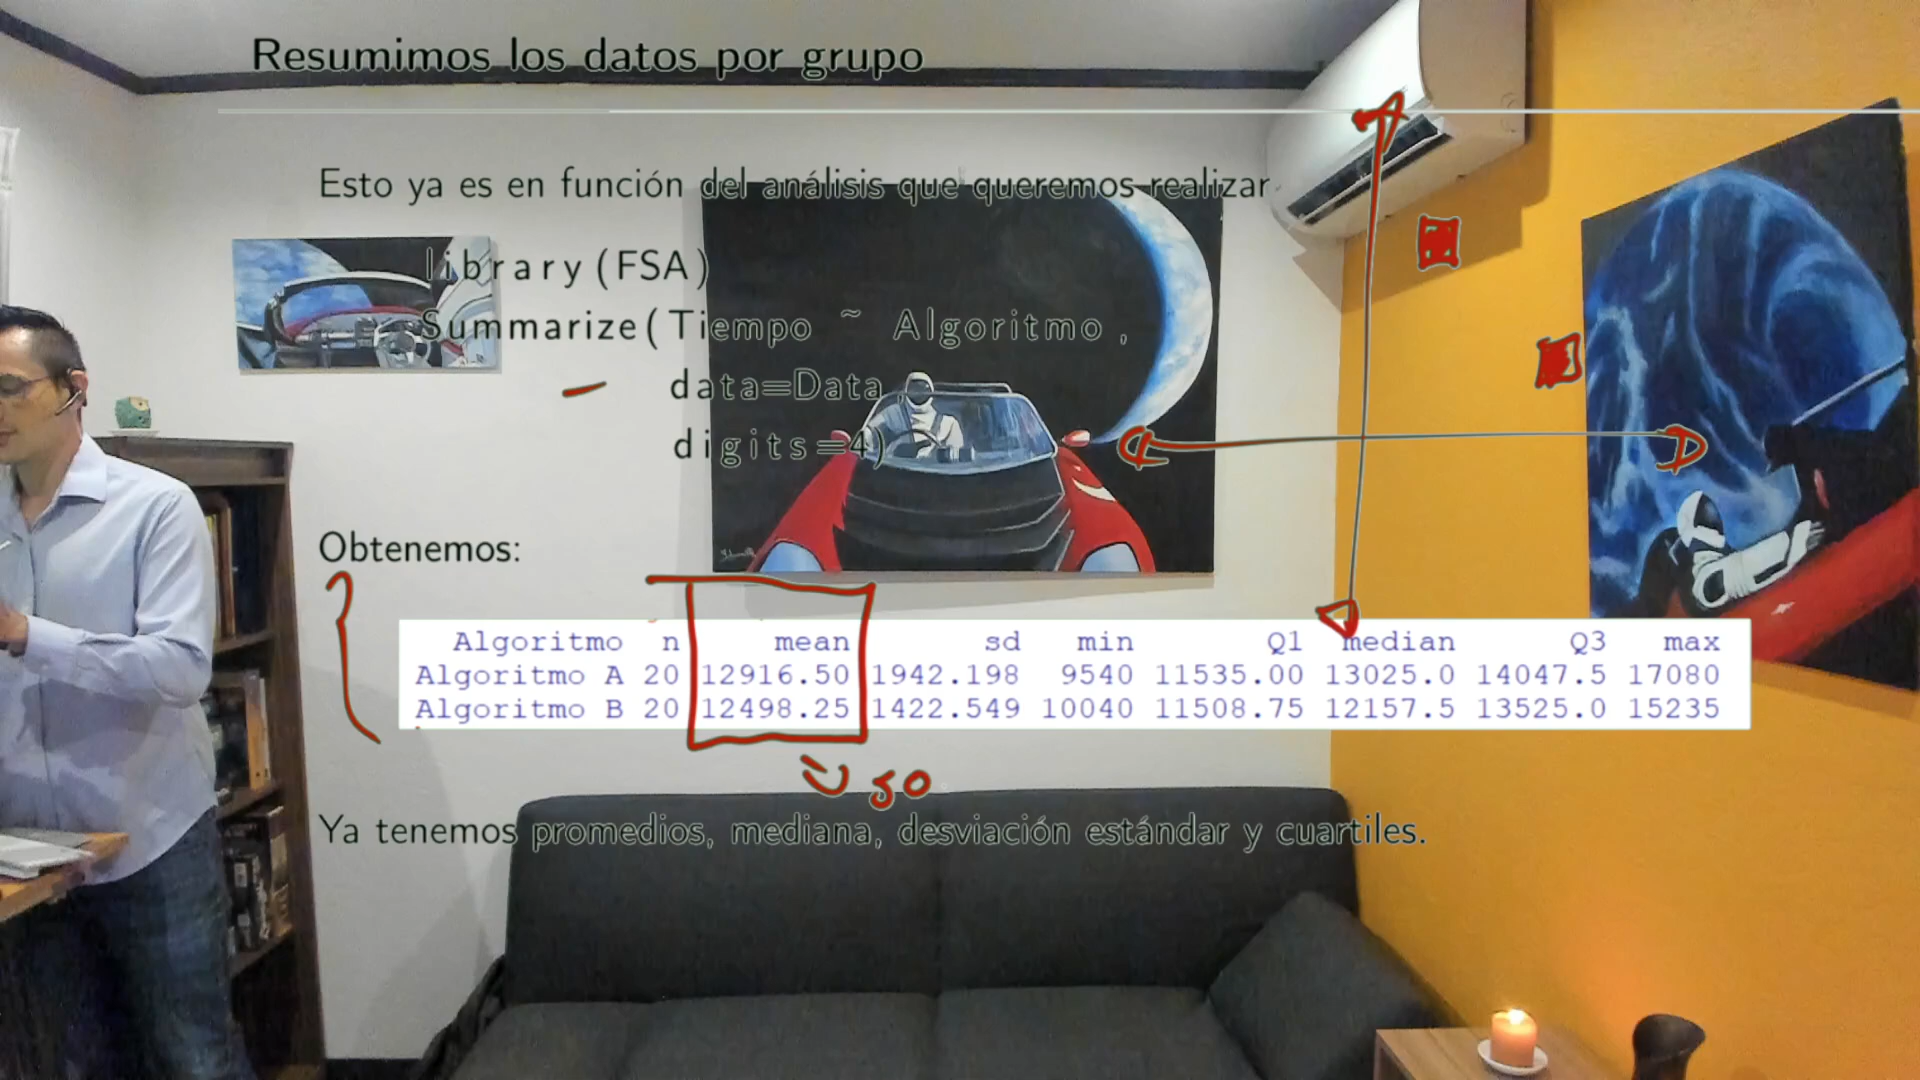 Resumimos los datos por grupo
Esto ya es en función del análisis que queremos realizar.
library(FSA)
Summarize(Tiempo ~ Algoritmo,
data=Data,
digits=4)
Obtenemos:
Algoritmo n mean sd min Q1 median Q3 max
Algoritmo A 20 12916.50 1942.198 9540 11535.00 13025.0 14047.5 17080
Algoritmo B 20 12498.25 1422.549 10040 11508.75 12157.5 13525.0 15235
50
Ya tenemos promedios, mediana, desviación estándar y cuartiles.